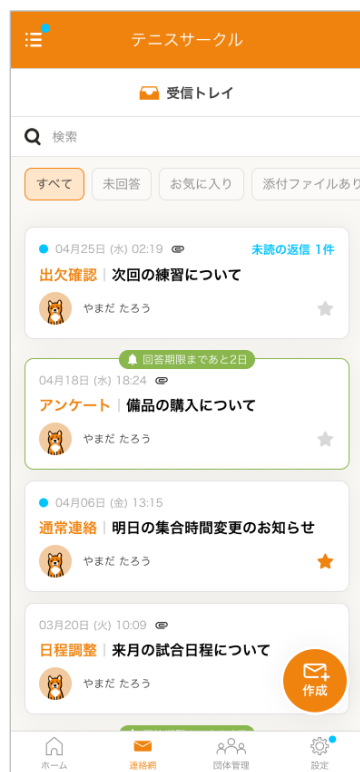 テニスサークル
受信トレイ
検索
すべて 未回答 お気に入り 添付ファイルあり
04月25日 (水) 02:19 未読の返信 1件
出欠確認 | 次回の練習について
やまだ たろう
回答期限まであと2日
04月18日 (水) 18:24
アンケート | 備品の購入について
やまだ たろう
04月06日 (金) 13:15
通常連絡 | 明日の集合時間変更のお知らせ
やまだ たろう
03月20日 (火) 10:09
日程調整 | 来月の試合日程について
やまだ たろう
作成
ホーム 連絡網 団体管理 設定